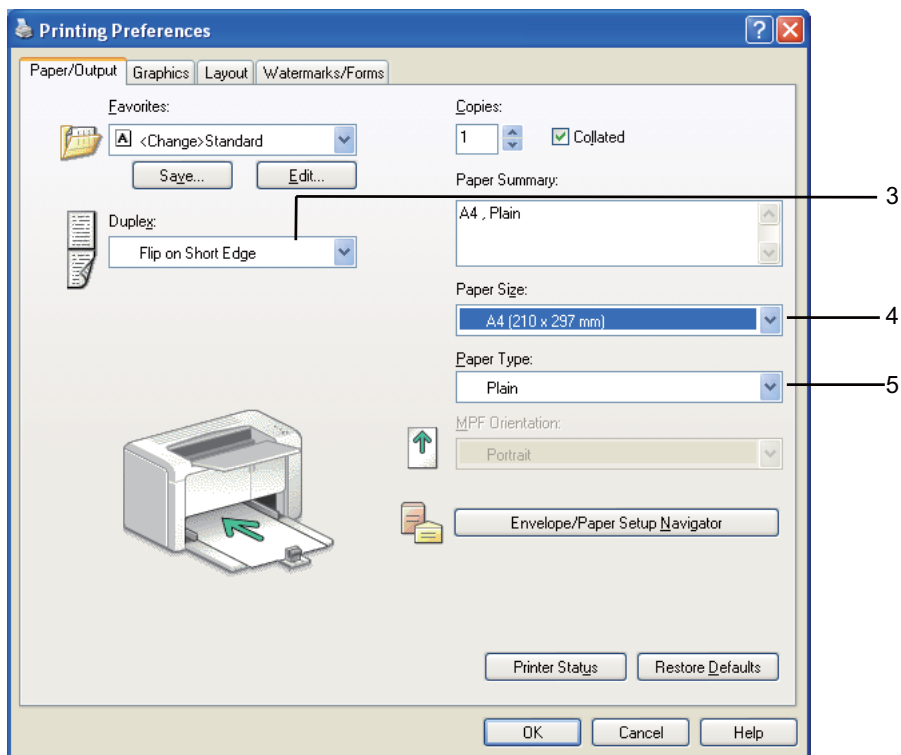 Printing Preferences
Paper/Output Graphics Layout Watermarks/Forms
Favorites:
<Change>Standard
Save... Edit...
Duplex:
Flip on Short Edge
Copies:
1 Collated
Paper Summary:
A4 , Plain
3
Paper Size:
A4 (210 x 297 mm)
4
Paper Type:
Plain
5
MPF Orientation:
Portrait
Envelope/Paper Setup Navigator
Printer Status Restore Defaults
OK Cancel Help